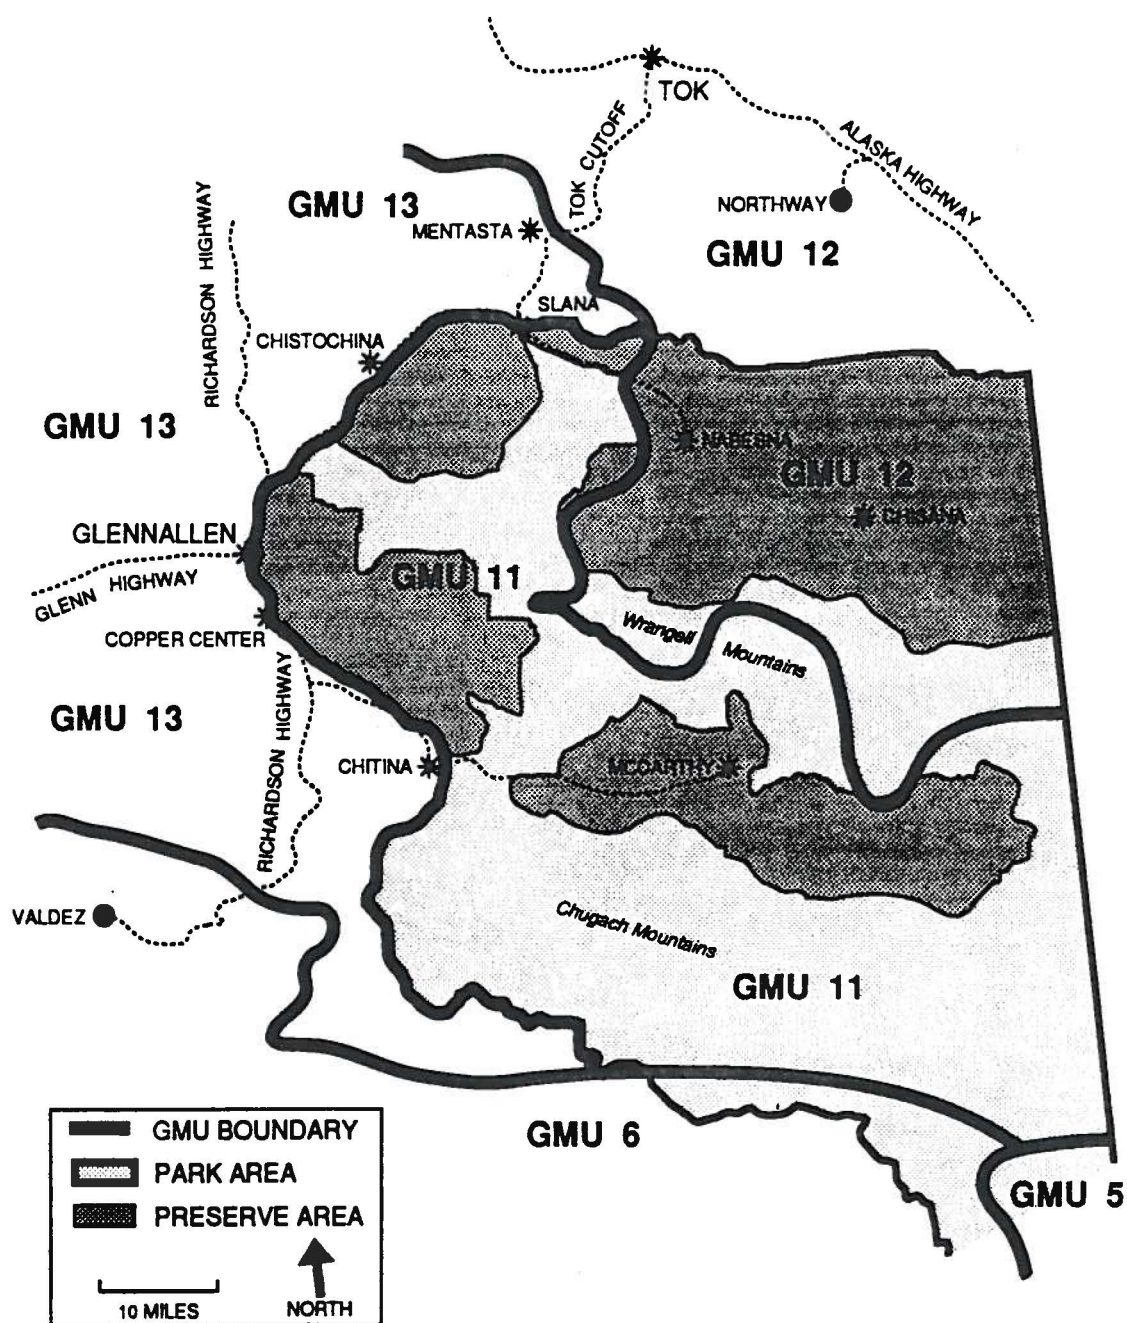 TOK
TOK CUTOFF
ALASKA HIGHWAY
NORTHWAY
GMU 13
MENTASTA
GMU 12
RICHARDSON HIGHWAY
SLANA
CHISTOCHINA
GMU 13
NABESNA
GMU 12
CHISANA
GLENNALLEN
GLENN HIGHWAY
GMU 11
COPPER CENTER
Wrangell Mountains
GMU 13
RICHARDSON HIGHWAY
CHITINA
MCCARTHY
VALDEZ
Chugach Mountains
GMU 11
GMU 6
GMU 5
GMU BOUNDARY
PARK AREA
PRESERVE AREA
10 MILES
NORTH